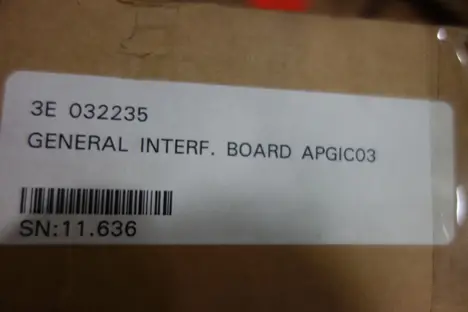 3E 032235
GENERAL INTERF. BOARD APGIC03
SN:11.636